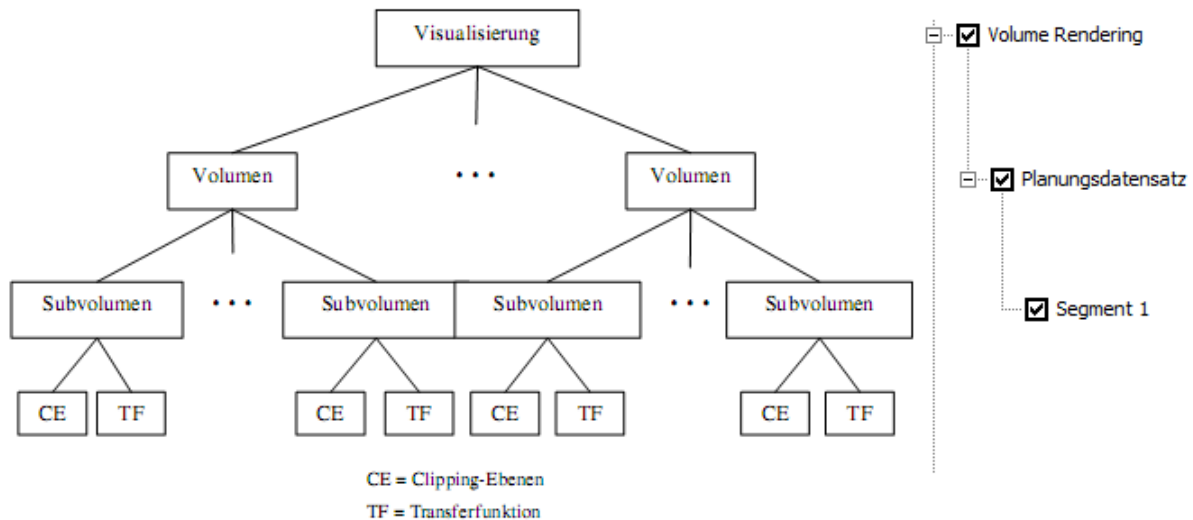 Visualisierung
Volume Rendering
Volumen
. . .
Volumen
Planungsdatensatz
Subvolumen
. . .
Subvolumen
Subvolumen
. . .
Subvolumen
Segment 1
CE
TF
CE
TF
CE
TF
CE
TF
CE = Clipping-Ebenen
TF = Transferfunktion